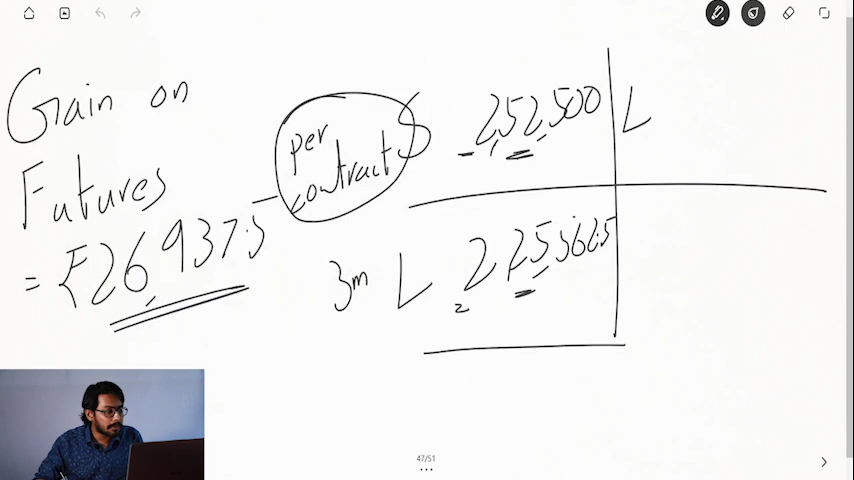 Gain on
Futures
= ₹26,937.5
per
contract
S 2,52,500 L
3m L 2,25,562.5
47/51